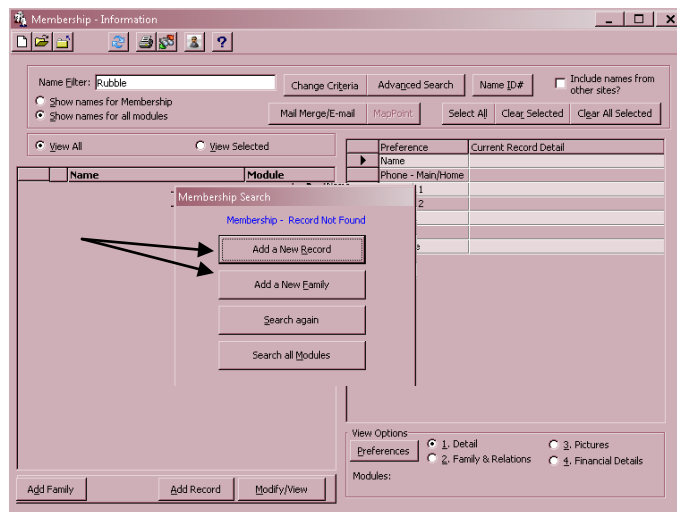 Membership - Information
Name Filter: Rubble
Change Criteria
Advanced Search
Name ID#
Include names from other sites?
Show names for Membership
Show names for all modules
Mail Merge/E-mail
MapPoint
Select All
Clear Selected
Clear All Selected
View All
View Selected
Name
Module
Preference
Current Record Detail
Name
Phone - Main/Home
1
2
Membership Search
Membership - Record Not Found
Add a New Record
Add a New Family
Search again
Search all Modules
View Options
Preferences
1. Detail
2. Family & Relations
3. Pictures
4. Financial Details
Modules:
Add Family
Add Record
Modify/View